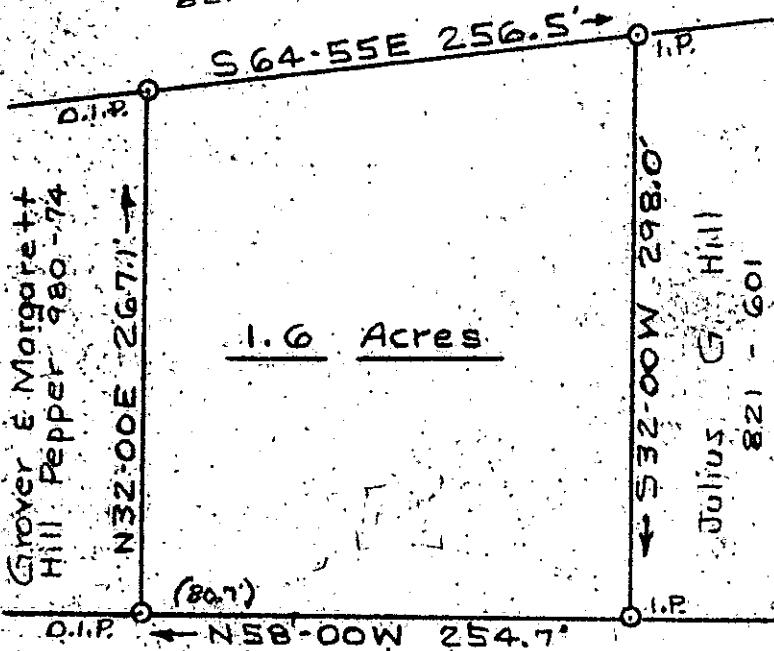 S 64-55E 256.5'
I.P.
O.I.P.
Grover & Margarett
Hill Pepper 980-74
N32-00E 267.1'
1.6 Acres
S32-00W 298.0'
Julius G. Hill
821 - 601
(80.7')
O.I.P.
N58-00W 254.7'
I.P.